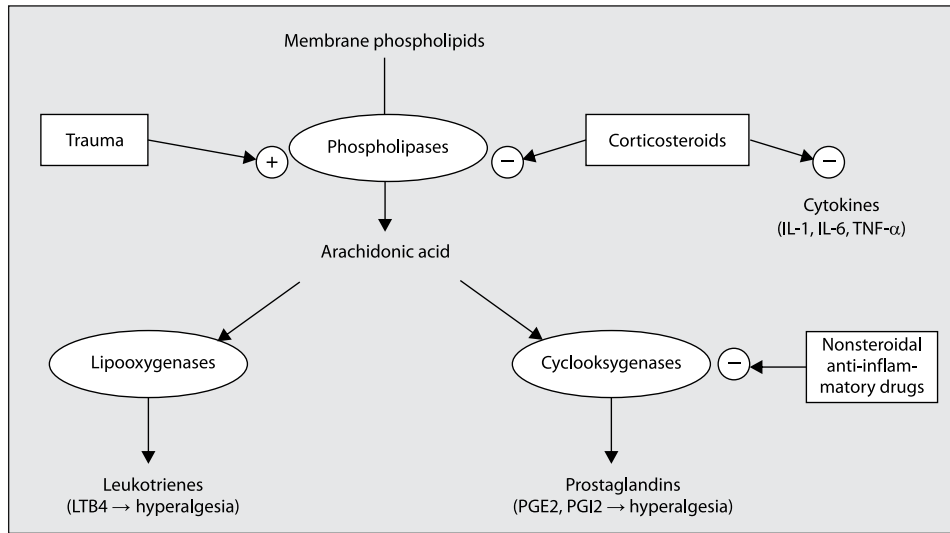 Membrane phospholipids
Trauma
+
Phospholipases
−
Corticosteroids
−
Cytokines
(IL-1, IL-6, TNF-α)
Arachidonic acid
Lipooxygenases
Cyclooksygenases
−
Nonsteroidal
anti-inflam-
matory drugs
Leukotrienes
(LTB4 → hyperalgesia)
Prostaglandins
(PGE2, PGI2 → hyperalgesia)